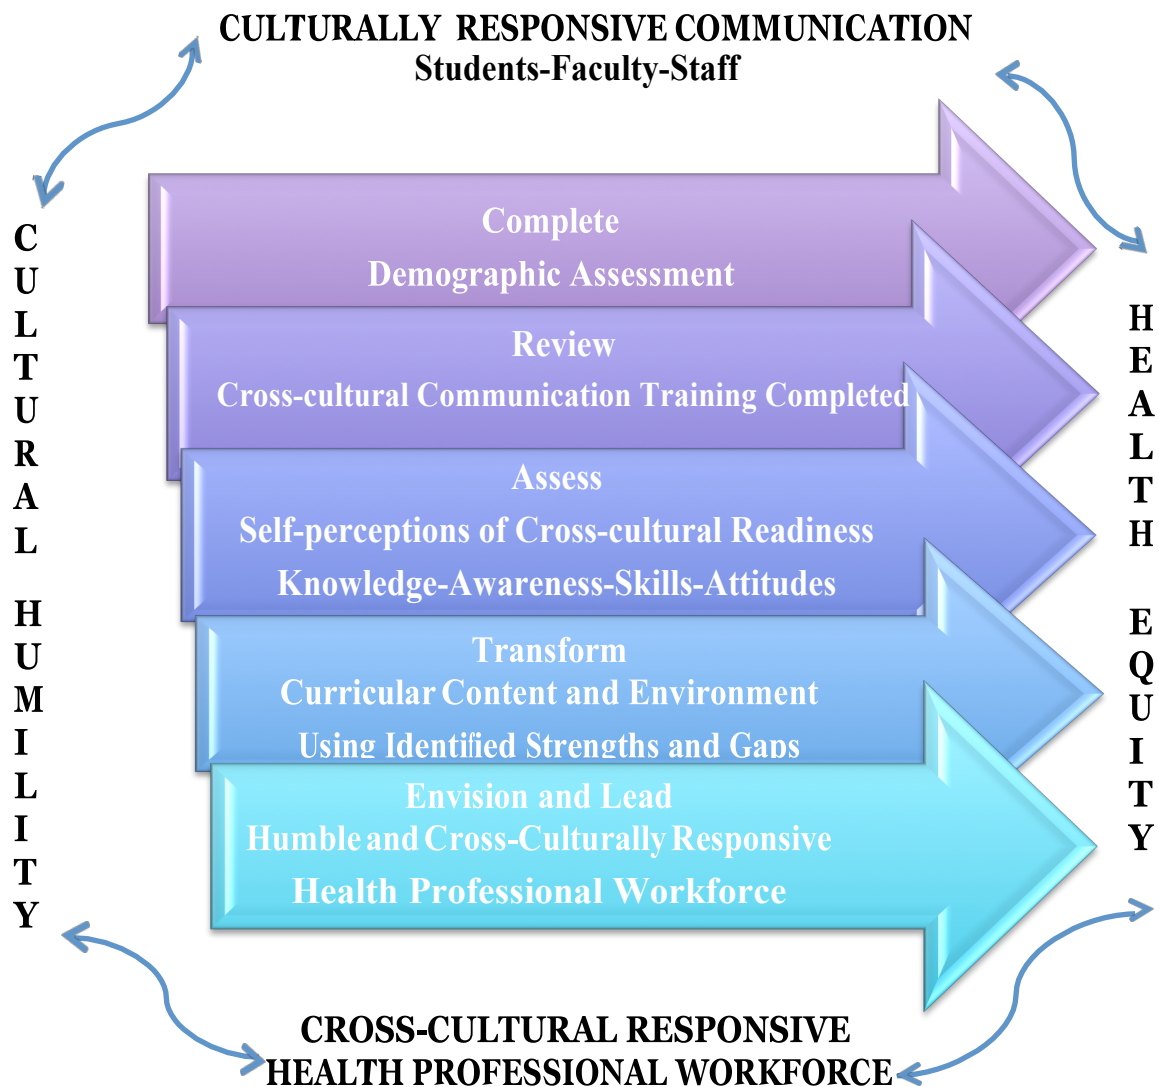 CULTURALLY RESPONSIVE COMMUNICATION
Students-Faculty-Staff
CULTURAL HUMILITY
Complete
Demographic Assessment
Review
Cross-cultural Communication Training Completed
Assess
Self-perceptions of Cross-cultural Readiness
Knowledge-Awareness-Skills-Attitudes
Transform
Curricular Content and Environment
Using Identified Strengths and Gaps
Envision and Lead
Humble and Cross-Culturally Responsive
Health Professional Workforce
HEALTH EQUITY
CROSS-CULTURAL RESPONSIVE
HEALTH PROFESSIONAL WORKFORCE